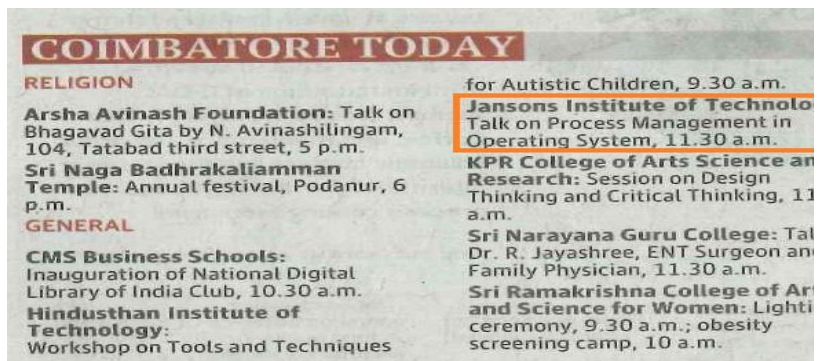 COIMBATORE TODAY
RELIGION
Arsha Avinash Foundation: Talk on
Bhagavad Gita by N. Avinashilingam,
104, Tatabad third street, 5 p.m.
Sri Naga Badhrakaliamman
Temple: Annual festival, Podanur, 6
p.m.
GENERAL
CMS Business Schools:
Inauguration of National Digital
Library of India Club, 10.30 a.m.
Hindusthan Institute of
Technology:
Workshop on Tools and Techniques
for Autistic Children, 9.30 a.m.
Jansons Institute of Technolo
Talk on Process Management in
Operating System, 11.30 a.m.
KPR College of Arts Science an
Research: Session on Design
Thinking and Critical Thinking, 11
a.m.
Sri Narayana Guru College: Tal
Dr. R. Jayashree, ENT Surgeon an
Family Physician, 11.30 a.m.
Sri Ramakrishna College of Ar
and Science for Women: Lighti
ceremony, 9.30 a.m.; obesity
screening camp, 10 a.m.